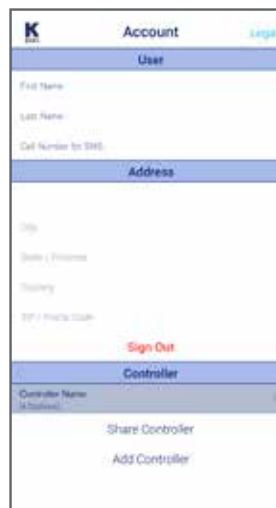 K
Account
Legal
User
First Name
Last Name
Cell Number for SMS
Address
City
State / Province
Country
ZIP / Postal Code
Sign Out
Controller
Controller Name
Share Controller
Add Controller